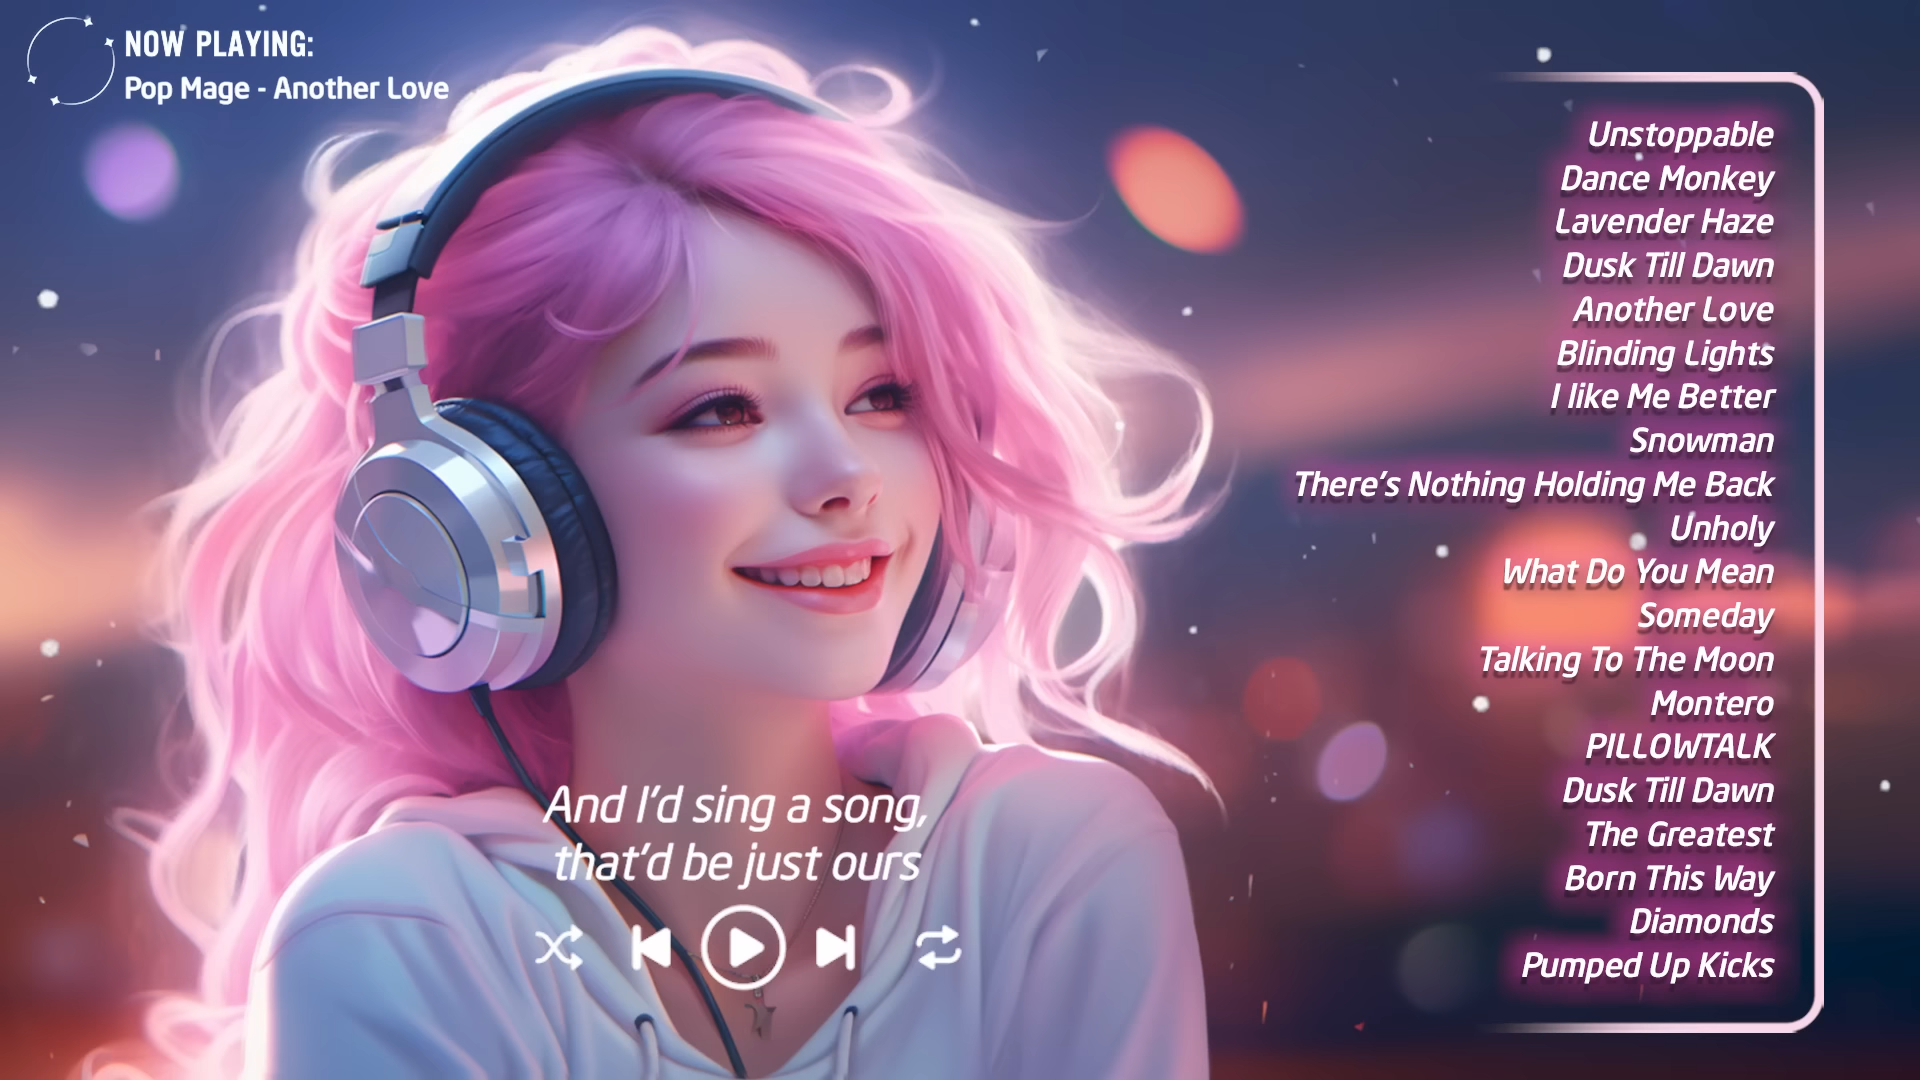 NOW PLAYING:
Pop Mage - Another Love
Unstoppable
Dance Monkey
Lavender Haze
Dusk Till Dawn
Another Love
Blinding Lights
I like Me Better
Snowman
There's Nothing Holding Me Back
Unholy
What Do You Mean
Someday
Talking To The Moon
Montero
PILLOWTALK
Dusk Till Dawn
The Greatest
Born This Way
Diamonds
Pumped Up Kicks
And I'd sing a song,
that'd be just ours